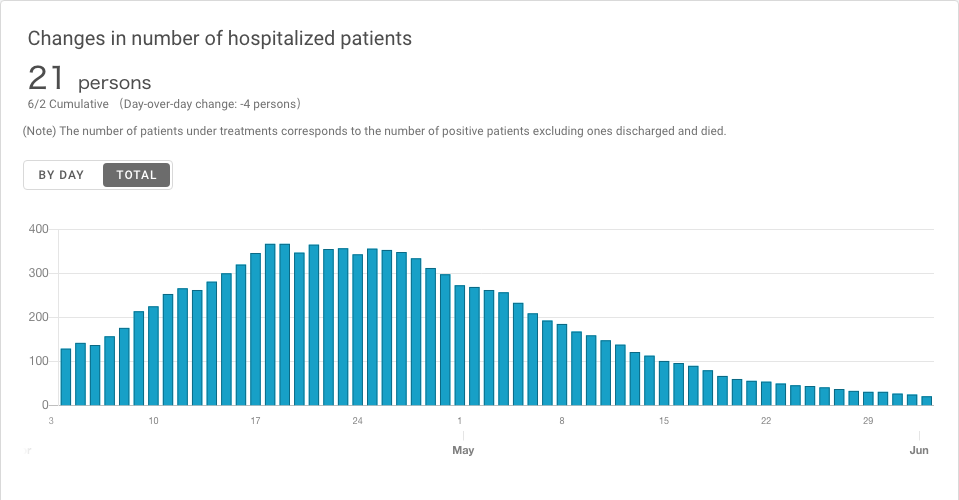 Changes in number of hospitalized patients
21 persons
6/2 Cumulative （Day-over-day change: -4 persons）
(Note) The number of patients under treatments corresponds to the number of positive patients excluding ones discharged and died.
BY DAY TOTAL
400
300
200
100
0
3 10 17 24 1 8 15 22 29
May Jun